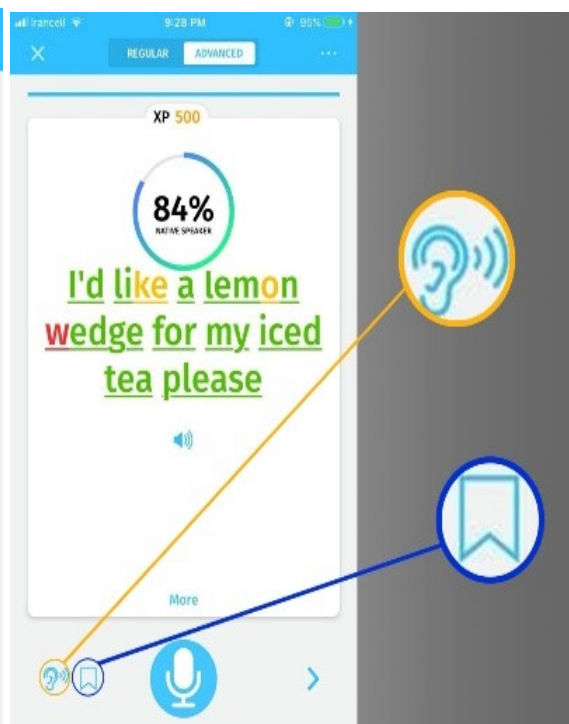 Irancell 9:28 PM 95%
REGULAR ADVANCED
XP 500
84%
NATIVE SPEAKER
I'd like a lemon
wedge for my iced
tea please
More